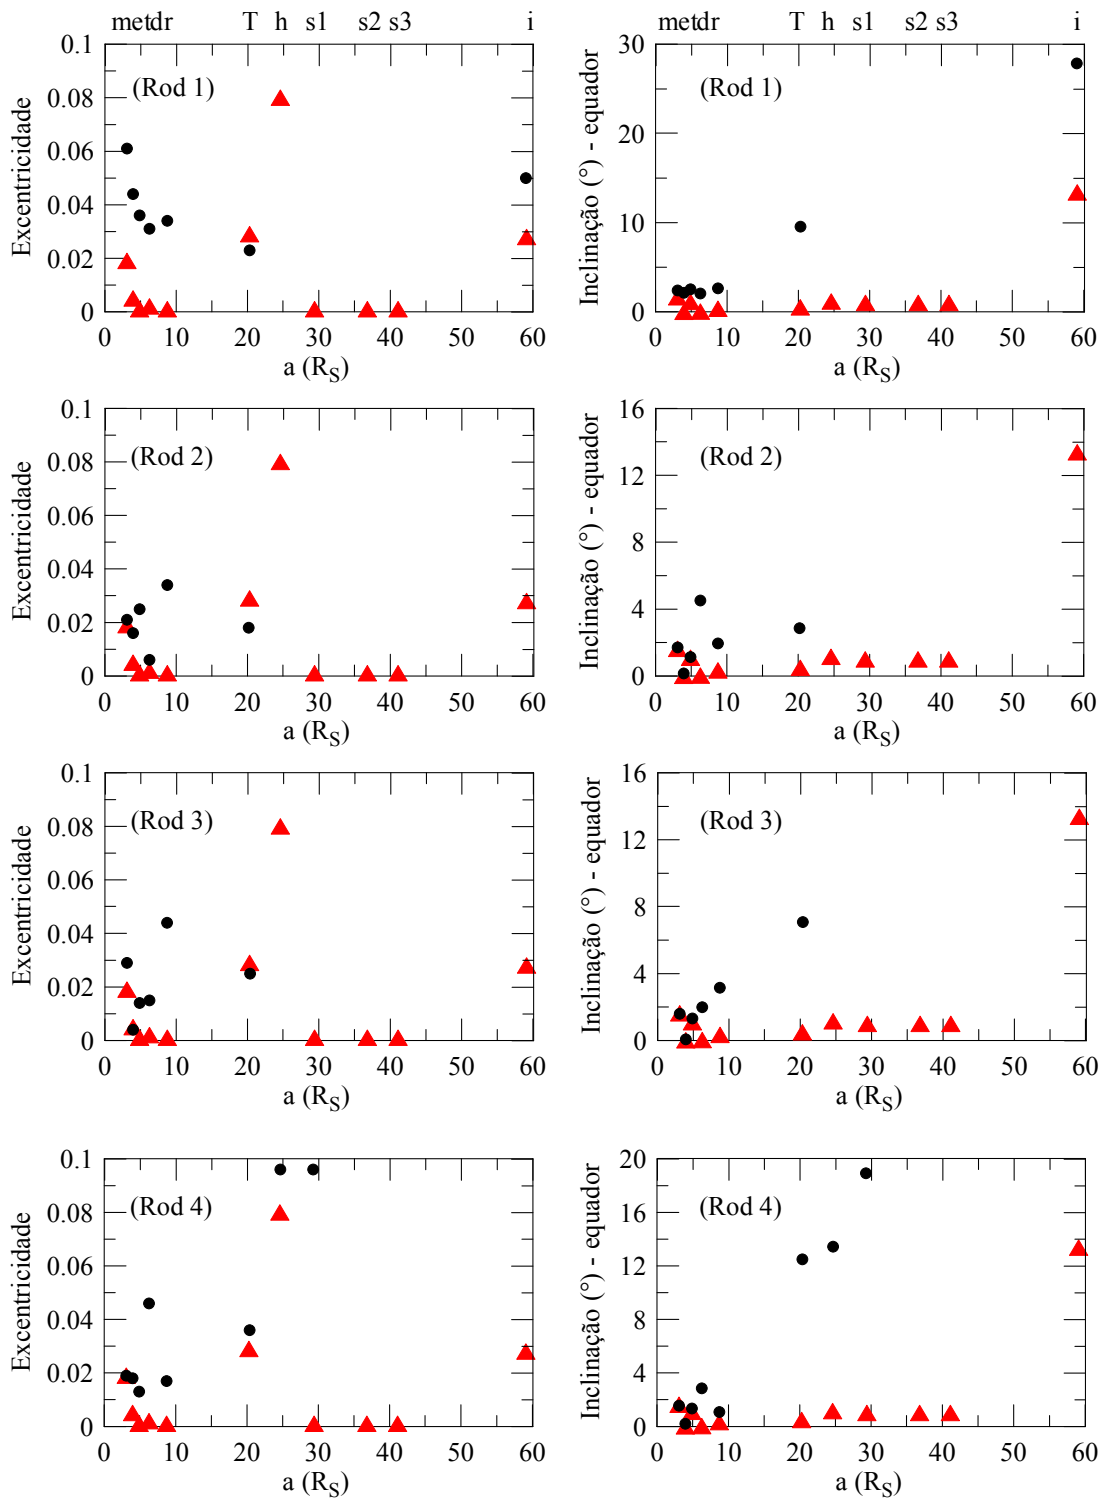 metdr T h s1 s2 s3 i
metdr T h s1 s2 s3 i
0.1
0.08
0.06
0.04
0.02
0
Excentricidade
(Rod 1)
0 10 20 30 40 50 60
a (RS)
30
20
10
0
Inclinação (°) - equador
(Rod 1)
0 10 20 30 40 50 60
a (RS)
0.1
0.08
0.06
0.04
0.02
0
Excentricidade
(Rod 2)
0 10 20 30 40 50 60
a (RS)
16
12
8
4
0
Inclinação (°) - equador
(Rod 2)
0 10 20 30 40 50 60
a (RS)
0.1
0.08
0.06
0.04
0.02
0
Excentricidade
(Rod 3)
0 10 20 30 40 50 60
a (RS)
16
12
8
4
0
Inclinação (°) - equador
(Rod 3)
0 10 20 30 40 50 60
a (RS)
0.1
0.08
0.06
0.04
0.02
0
Excentricidade
(Rod 4)
0 10 20 30 40 50 60
a (RS)
20
16
12
8
4
0
Inclinação (°) - equador
(Rod 4)
0 10 20 30 40 50 60
a (RS)